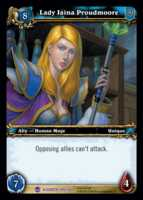 8
Lady Jaina Proudmoore
Ally — Human Mage
Unique
Opposing allies can't attack.
7
4